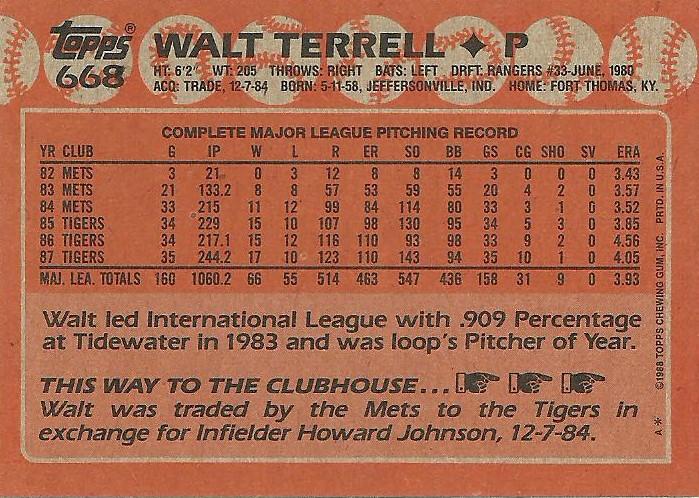 Topps® WALT TERRELL ✦ P
668 HT: 6'2" WT: 205 THROWS: RIGHT BATS: LEFT DRFT: RANGERS #33-JUNE, 1980
ACQ: TRADE, 12-7-84 BORN: 5-11-58, JEFFERSONVILLE, IND. HOME: FORT THOMAS, KY.
COMPLETE MAJOR LEAGUE PITCHING RECORD
YR CLUB G IP W L R ER SO BB GS CG SHO SV ERA
82 METS 3 21 0 3 12 8 8 14 3 0 0 0 3.43
83 METS 21 133.2 8 8 57 53 59 55 20 4 2 0 3.57
84 METS 33 215 11 12 99 84 114 80 33 3 1 0 3.52
85 TIGERS 34 229 15 10 107 98 130 95 34 5 3 0 3.85
86 TIGERS 34 217.1 15 12 116 110 93 98 33 9 2 0 4.56
87 TIGERS 35 244.2 17 10 123 110 143 94 35 10 1 0 4.05
MAJ. LEA. TOTALS 160 1060.2 66 55 514 463 547 436 158 31 9 0 3.93
Walt led International League with .909 Percentage
at Tidewater in 1983 and was loop's Pitcher of Year.
THIS WAY TO THE CLUBHOUSE...
Walt was traded by the Mets to the Tigers in
exchange for Infielder Howard Johnson, 12-7-84.
A* ©1988 TOPPS CHEWING GUM, INC. PRTD. IN U.S.A.